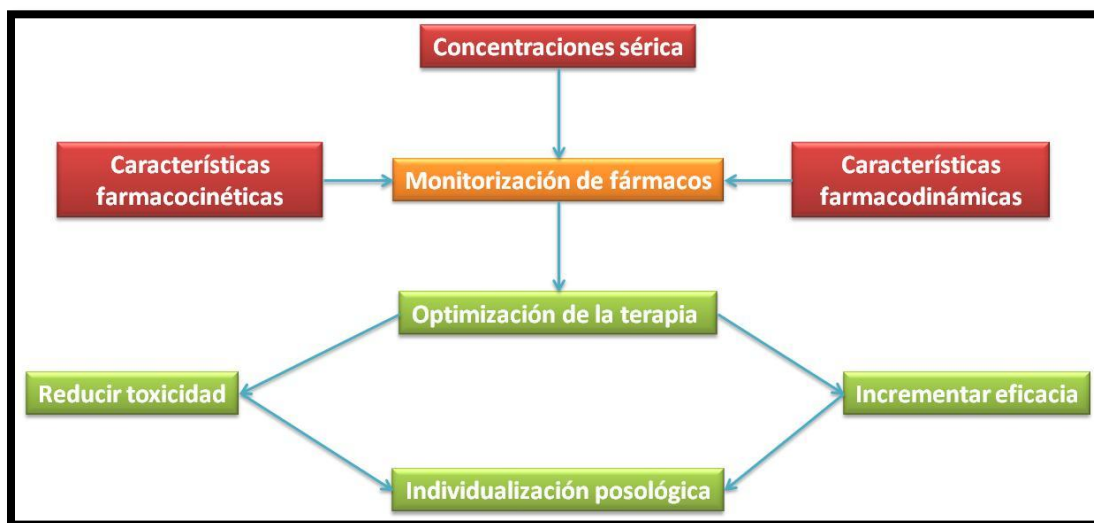 Concentraciones sérica
Características
farmacocinéticas
Monitorización de fármacos
Características
farmacodinámicas
Optimización de la terapia
Reducir toxicidad
Incrementar eficacia
Individualización posológica